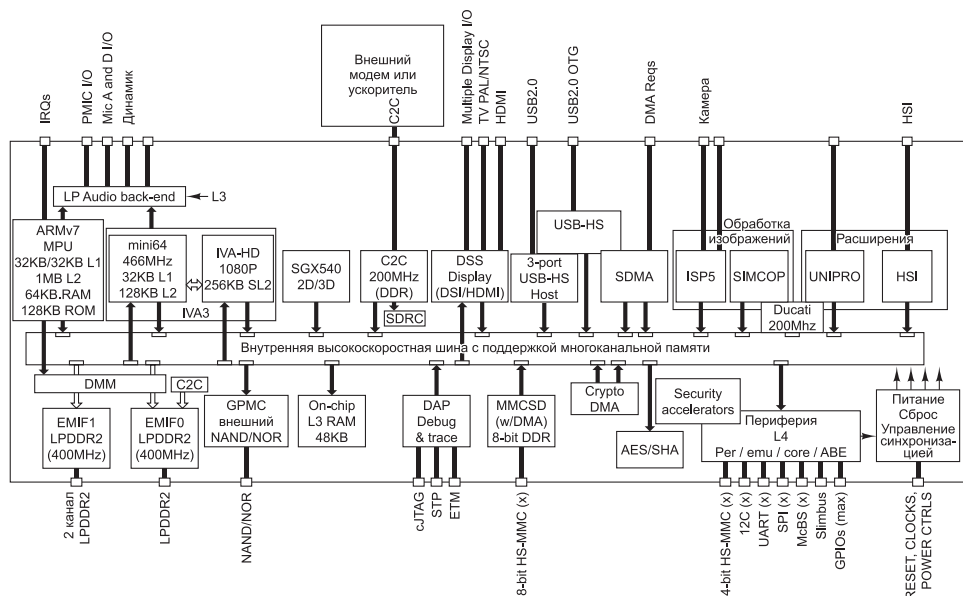 Внешний
модем или
ускоритель
C2C
IRQs
PMIC I/O
Mic A and D I/O
Динамик
Multiple Display I/O
TV PAL/NTSC
HDMI
USB2.0
USB2.0 OTG
DMA Reqs
Камера
HSI
LP Audio back-end
L3
ARMv7
MPU
32KB/32KB L1
1MB L2
64KB.RAM
128KB ROM
mini64
466MHz
32KB L1
128KB L2
IVA-HD
1080P
256KB SL2
IVA3
SGX540
2D/3D
C2C
200MHz
(DDR)
SDRC
DSS
Display
(DSI/HDMI)
USB-HS
3-port
USB-HS
Host
SDMA
Обработка
изображений
ISP5
SIMCOP
Ducati
200Mhz
Расширения
UNIPRO
HSI
Внутренняя высокоскоростная шина с поддержкой многоканальной памяти
DMM
C2C
EMIF1
LPDDR2
(400MHz)
EMIF0
LPDDR2
(400MHz)
GPMC
внешний
NAND/NOR
On-chip
L3 RAM
48KB
DAP
Debug
& trace
MMCSD
(w/DMA)
8-bit DDR
Crypto
DMA
AES/SHA
Security
accelerators
Периферия
L4
Per / emu / core / ABE
Питание
Сброс
Управление
синхрониза-
цией
2 канал
LPDDR2
LPDDR2
NAND/NOR
cJTAG
STP
ETM
8-bit HS-MMC (x)
4-bit HS-MMC (x)
12C (x)
UART (x)
SPI (x)
McBS (x)
Slimbus
GPIOs (max)
RESET, CLOCKS,
POWER CTRLS